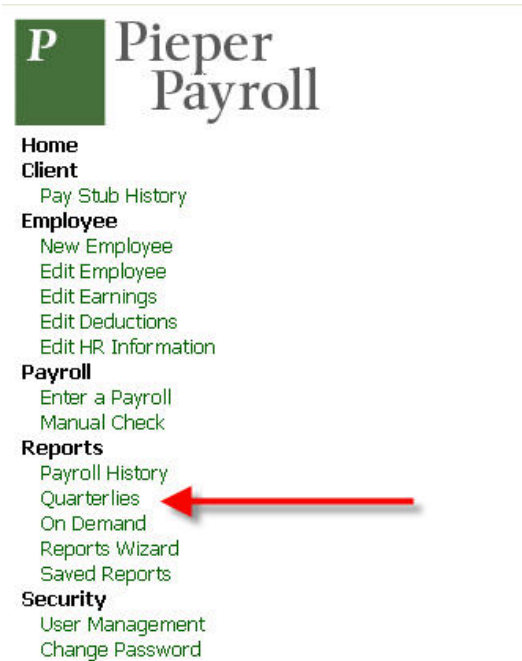 P
Pieper
Payroll
Home
Client
Pay Stub History
Employee
New Employee
Edit Employee
Edit Earnings
Edit Deductions
Edit HR Information
Payroll
Enter a Payroll
Manual Check
Reports
Payroll History
Quarterlies
On Demand
Reports Wizard
Saved Reports
Security
User Management
Change Password